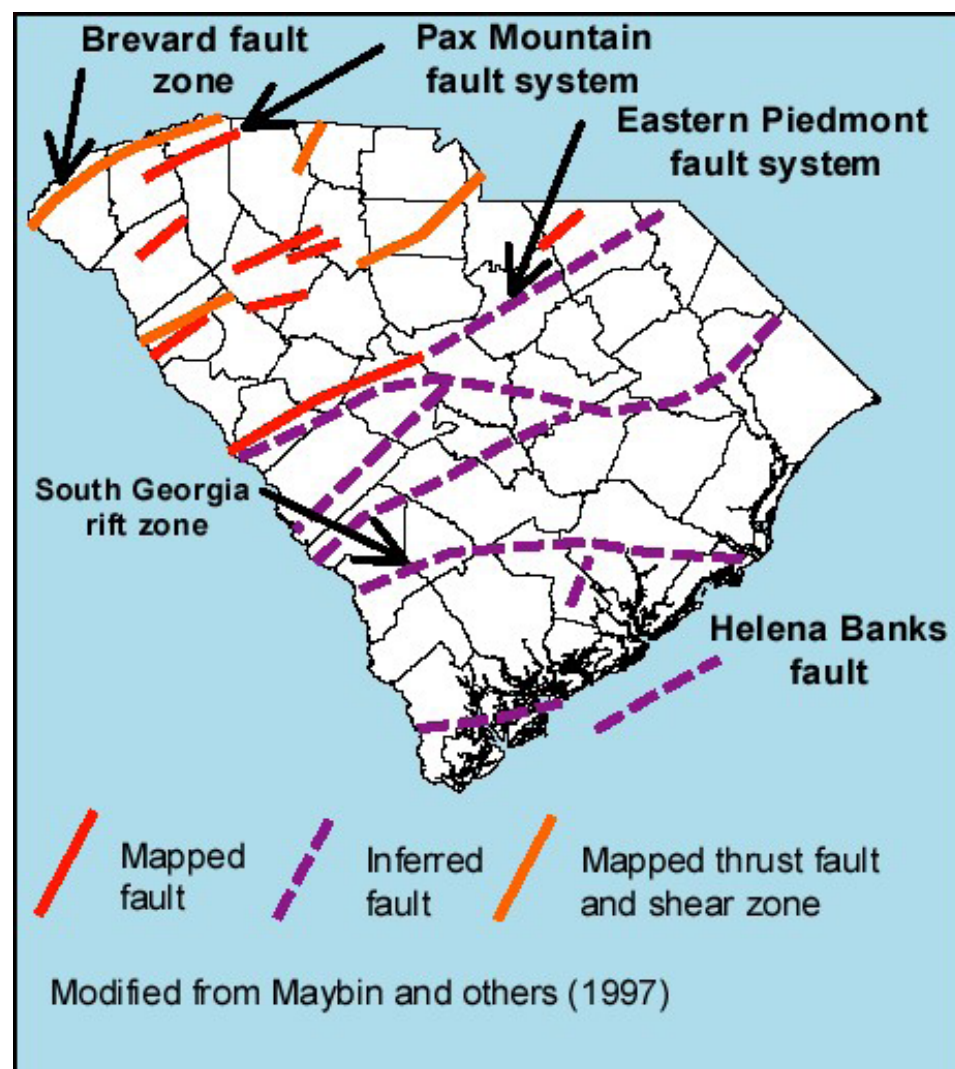 Brevard fault
zone
Pax Mountain
fault system
Eastern Piedmont
fault system
South Georgia
rift zone
Helena Banks
fault
Mapped
fault
Inferred
fault
Mapped thrust fault
and shear zone
Modified from Maybin and others (1997)